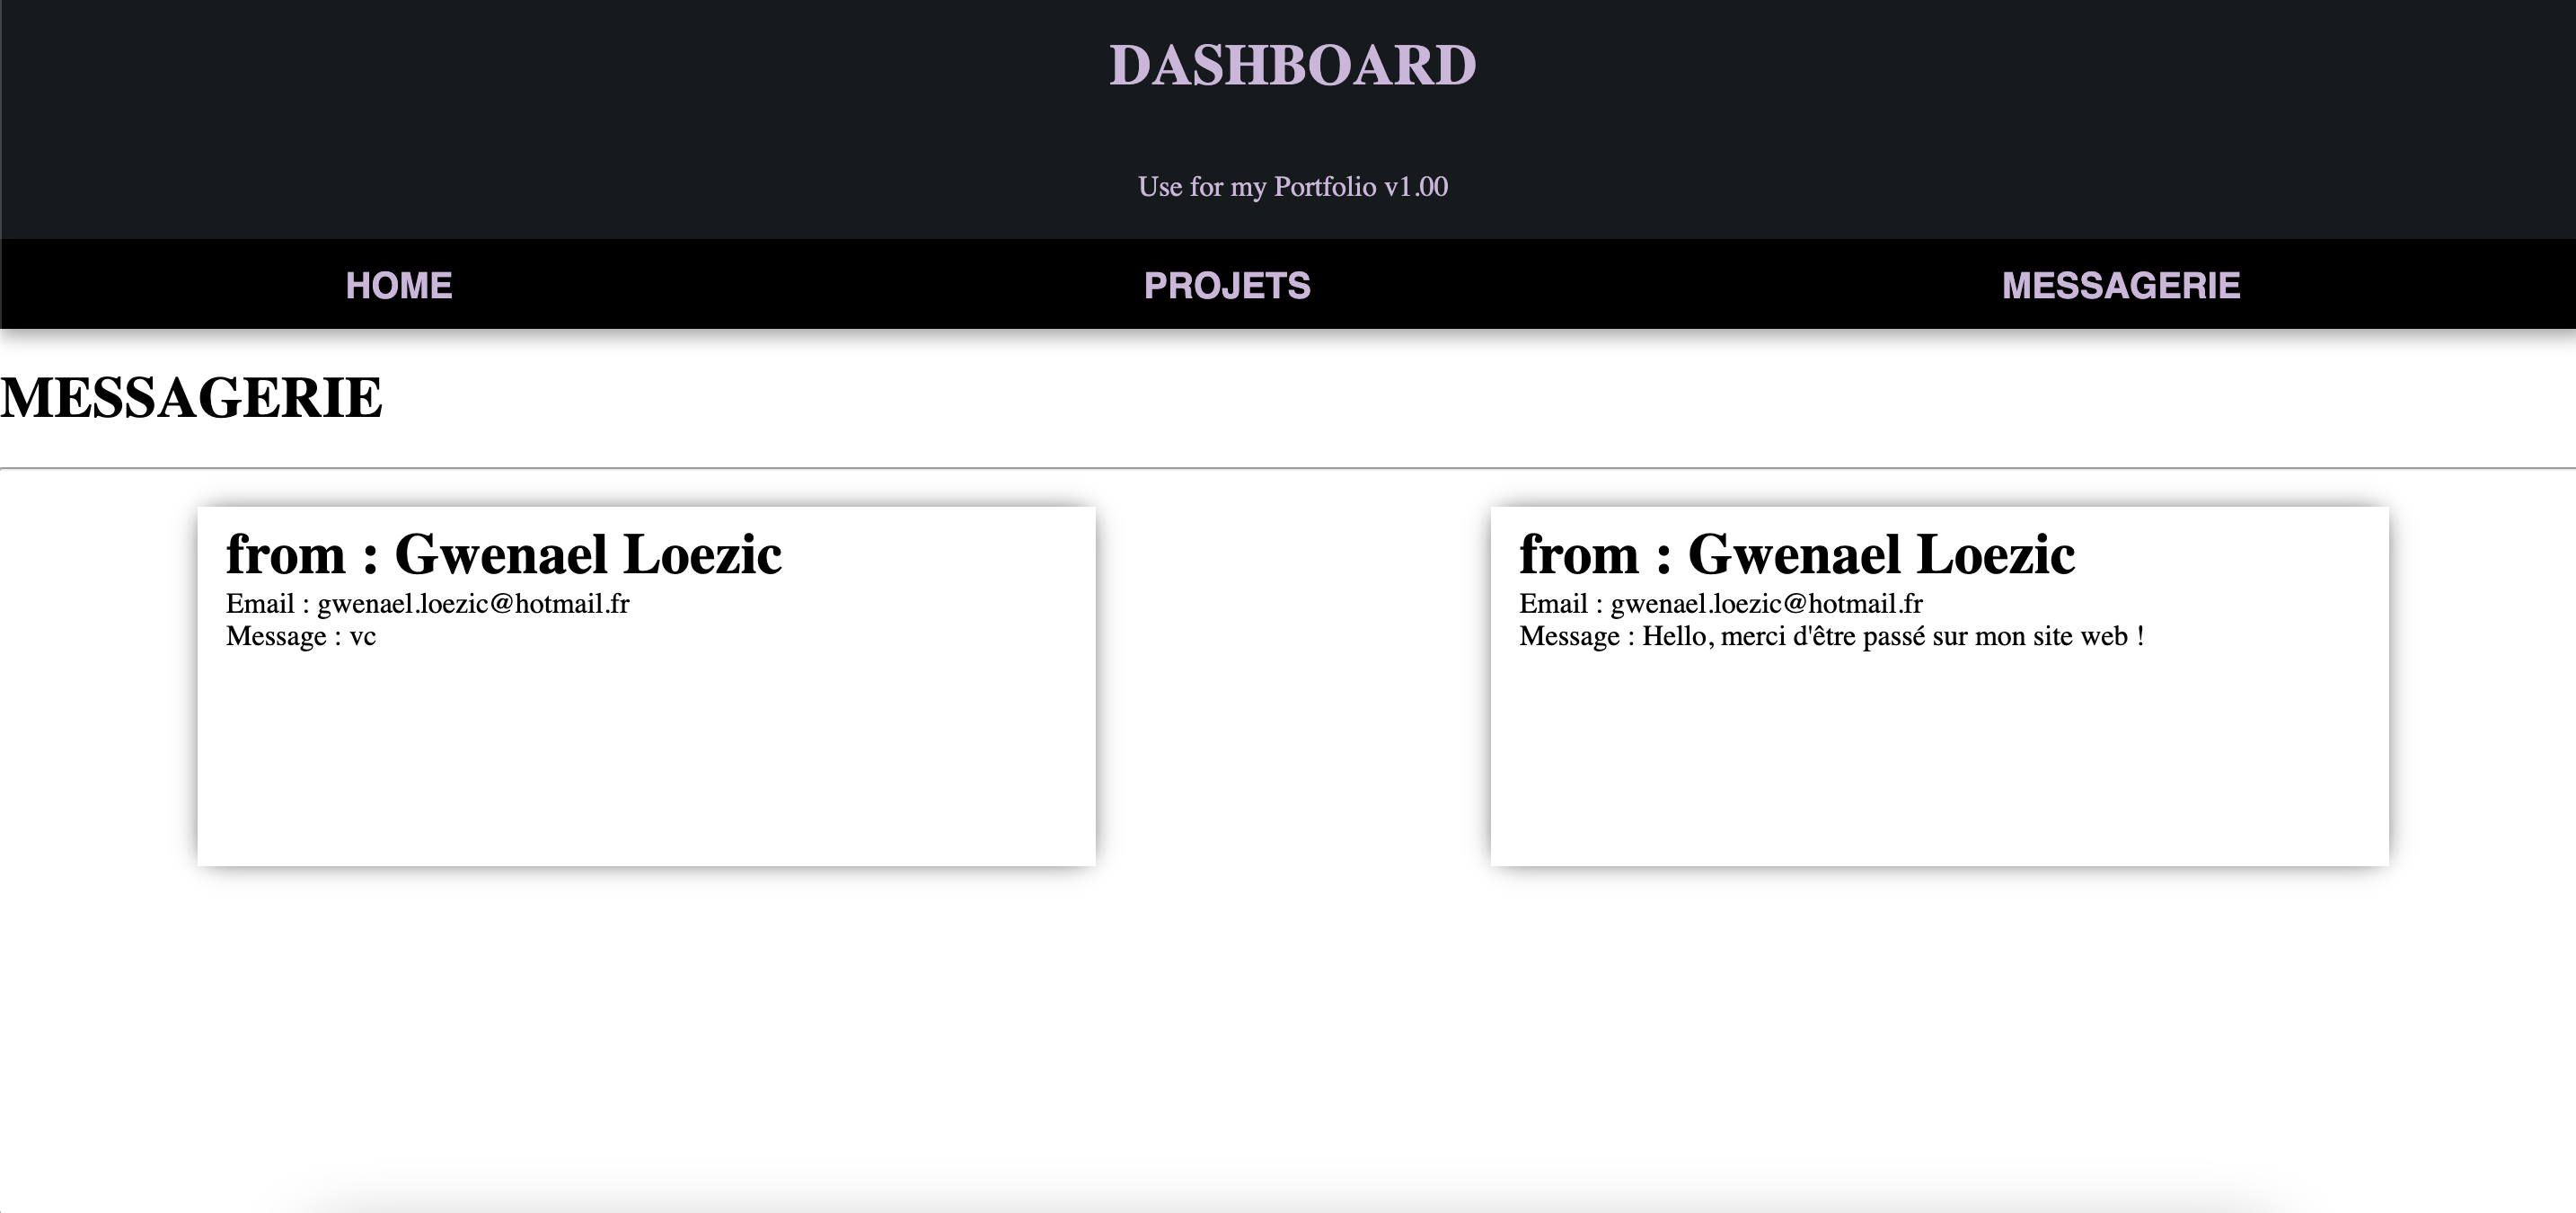 DASHBOARD
Use for my Portfolio v1.00
HOME
PROJETS
MESSAGERIE
MESSAGERIE
from : Gwenael Loezic
Email : gwenael.loezic@hotmail.fr
Message : vc
from : Gwenael Loezic
Email : gwenael.loezic@hotmail.fr
Message : Hello, merci d'être passé sur mon site web !